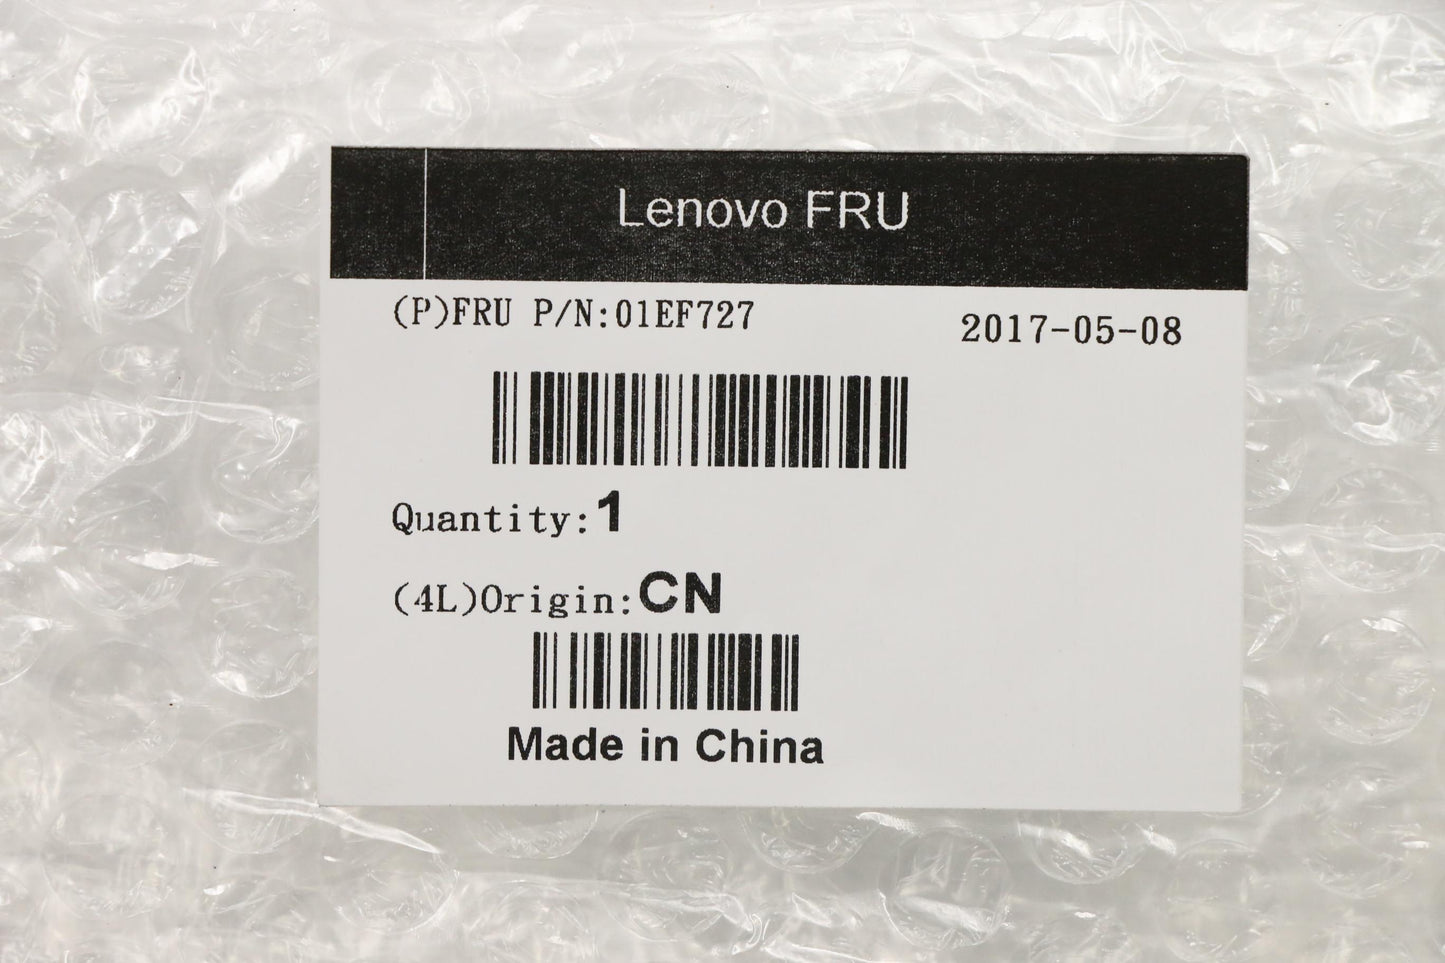 Lenovo FRU
(P)FRU P/N:01EF727
2017-05-08
Quantity:1
(4L)Origin:CN
Made in China